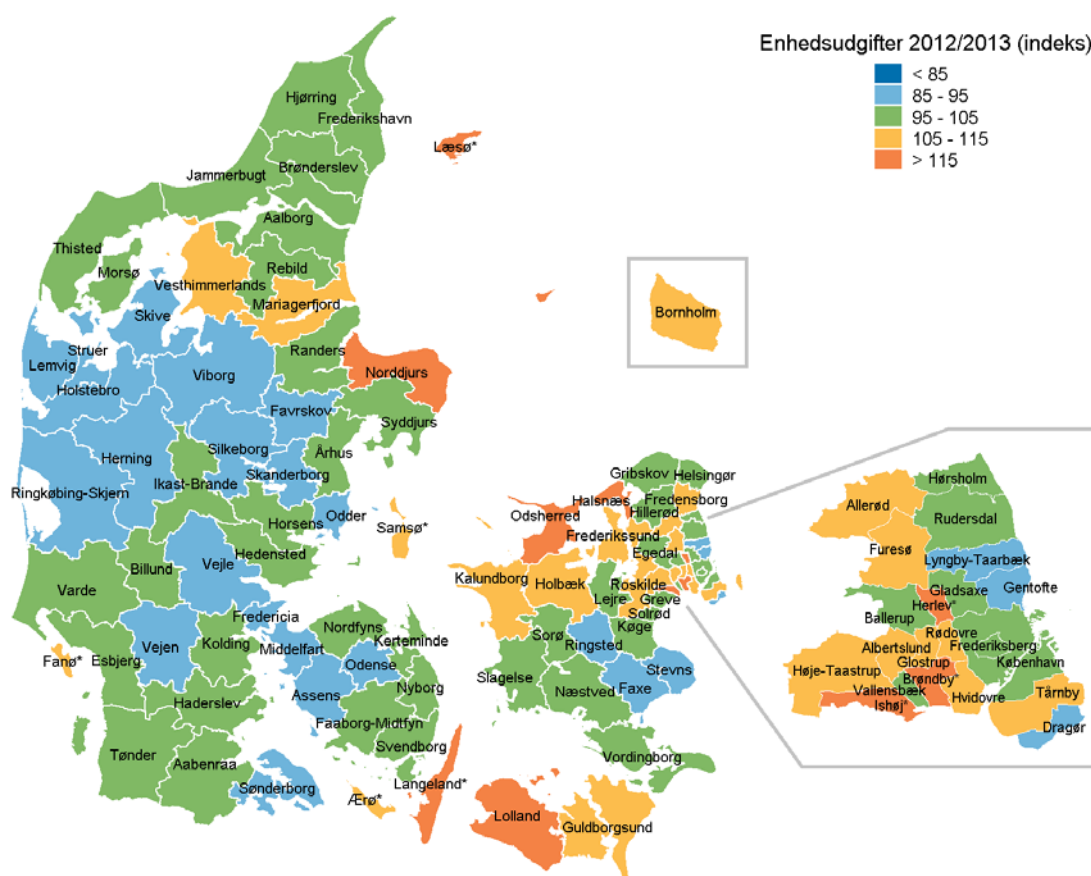 Enhedsudgifter 2012/2013 (indeks)
< 85
85 - 95
95 - 105
105 - 115
> 115
Hjørring
Frederikshavn
Læsø*
Brønderslev
Jammerbugt
Aalborg
Thisted
Rebild
Morsø
Vesthimmerlands
Mariagerfjord
Skive
Bornholm
Struer
Randers
Lemvig
Norddjurs
Viborg
Holstebro
Favrskov
Syddjurs
Silkeborg
Århus
Herning
Skanderborg
Ikast-Brande
Ringkøbing-Skjern
Odder
Horsens
Samsø*
Hedensted
Billund
Vejle
Varde
Fredericia
Nordfyns
Kerteminde
Kolding
Middelfart
Vejen
Fanø*
Esbjerg
Odense
Nyborg
Assens
Haderslev
Faaborg-Midtfyn
Svendborg
Tønder
Aabenraa
Langeland*
Sønderborg
Ærø*
Gribskov
Helsingør
Halsnæs
Fredensborg
Hillerød
Odsherred
Frederikssund
Egedal
Kalundborg
Holbæk
Roskilde
Lejre
Greve
Solrød
Køge
Sorø
Ringsted
Stevns
Slagelse
Næstved
Faxe
Vordingborg
Lolland
Guldborgsund
Hørsholm
Allerød
Rudersdal
Furesø
Lyngby-Taarbæk
Gentofte
Gladsaxe
Herlev*
Ballerup
Rødovre
Albertslund
Frederiksberg
Glostrup
Høje-Taastrup
København
Brøndby*
Vallensbæk
Ishøj*
Hvidovre
Tårnby
Dragør